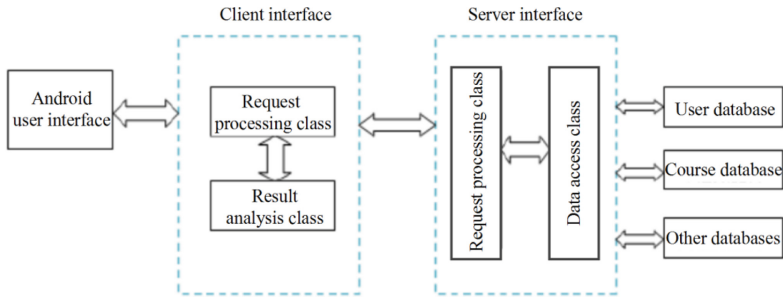 Client interface
Server interface
Android
user interface
Request
processing class
Result
analysis class
Request processing class
Data access class
User database
Course database
Other databases